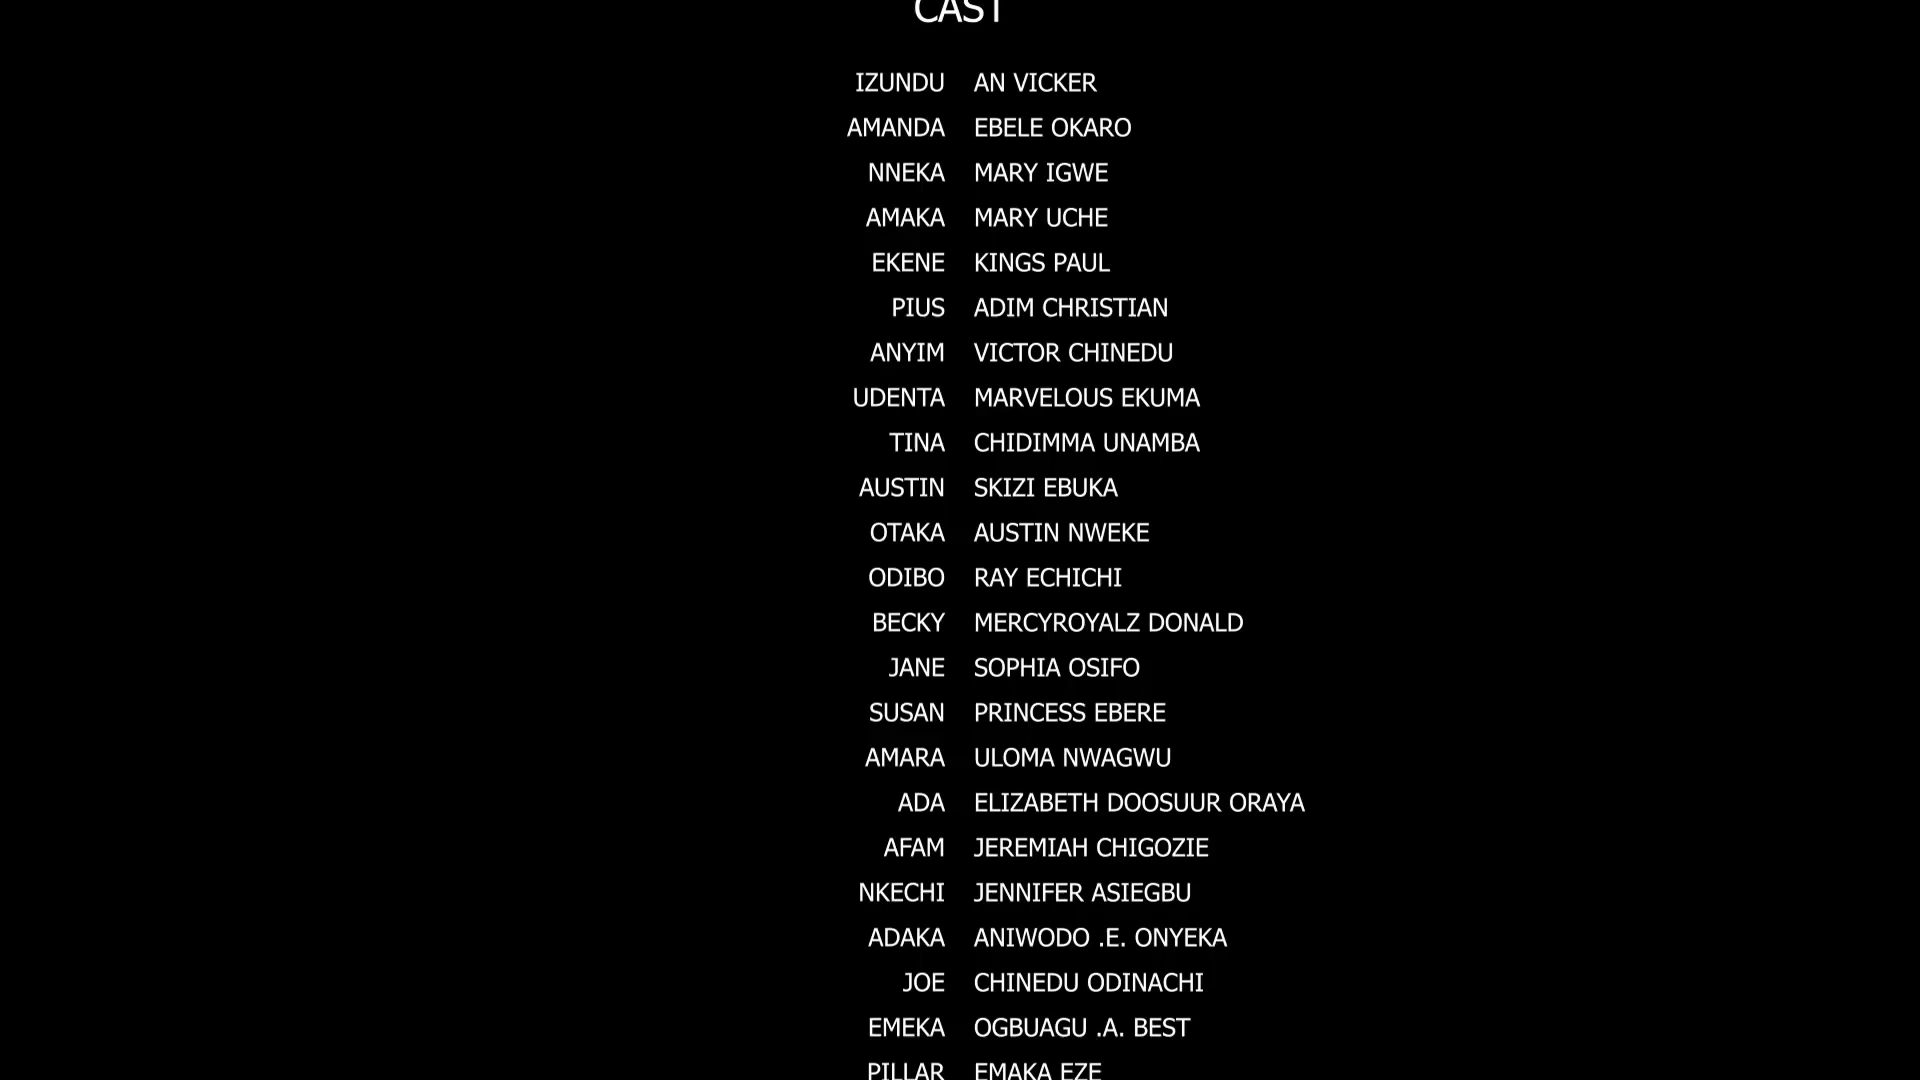 CAST
IZUNDU AN VICKER
AMANDA EBELE OKARO
NNEKA MARY IGWE
AMAKA MARY UCHE
EKENE KINGS PAUL
PIUS ADIM CHRISTIAN
ANYIM VICTOR CHINEDU
UDENTA MARVELOUS EKUMA
TINA CHIDIMMA UNAMBA
AUSTIN SKIZI EBUKA
OTAKA AUSTIN NWEKE
ODIBO RAY ECHICHI
BECKY MERCYROYALZ DONALD
JANE SOPHIA OSIFO
SUSAN PRINCESS EBERE
AMARA ULOMA NWAGWU
ADA ELIZABETH DOOSUUR ORAYA
AFAM JEREMIAH CHIGOZIE
NKECHI JENNIFER ASIEGBU
ADAKA ANIWODO .E. ONYEKA
JOE CHINEDU ODINACHI
EMEKA OGBUAGU .A. BEST
PILLAR EMAKA EZE